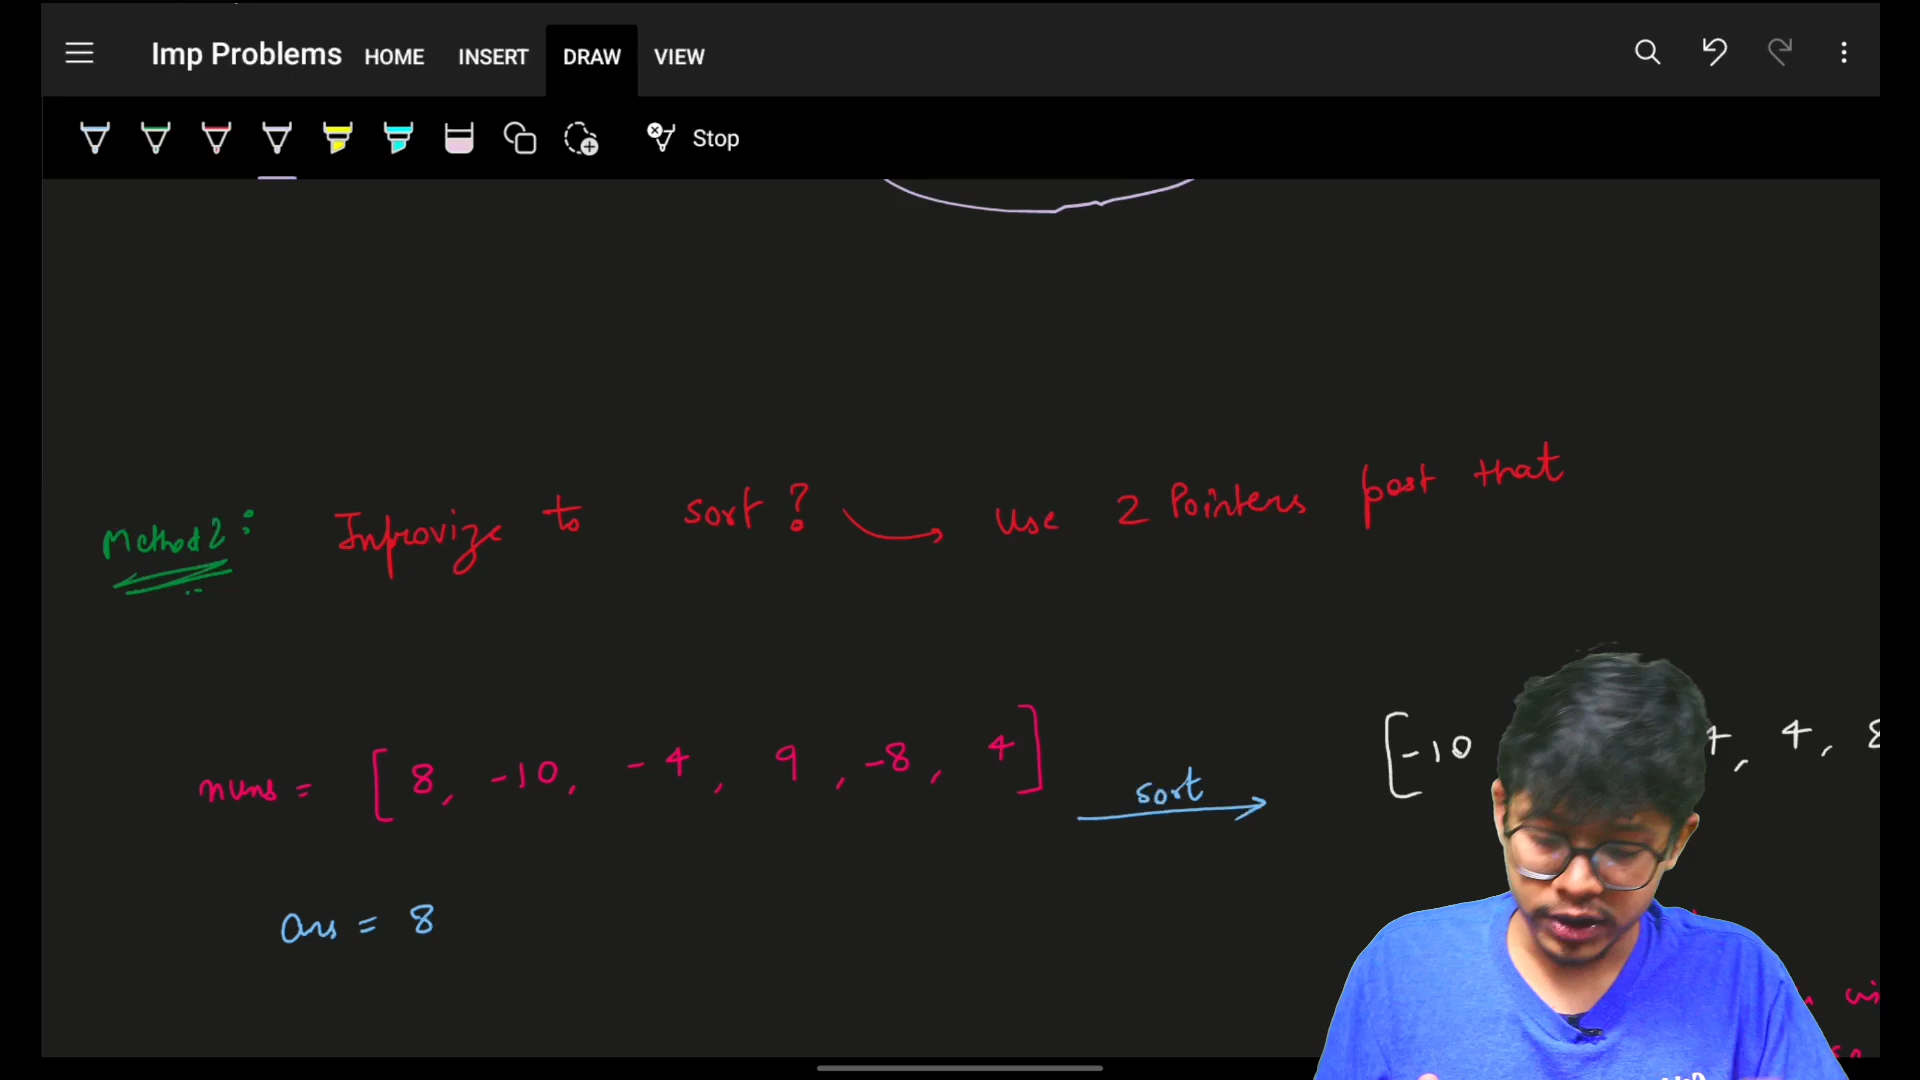 Imp Problems HOME INSERT DRAW VIEW
Stop
Method 2: Improvize to sort? Use 2 Pointers post that
nums = [8, -10, -4, 9, -8, 4] sort [-10 4, 4, 8
ans = 8